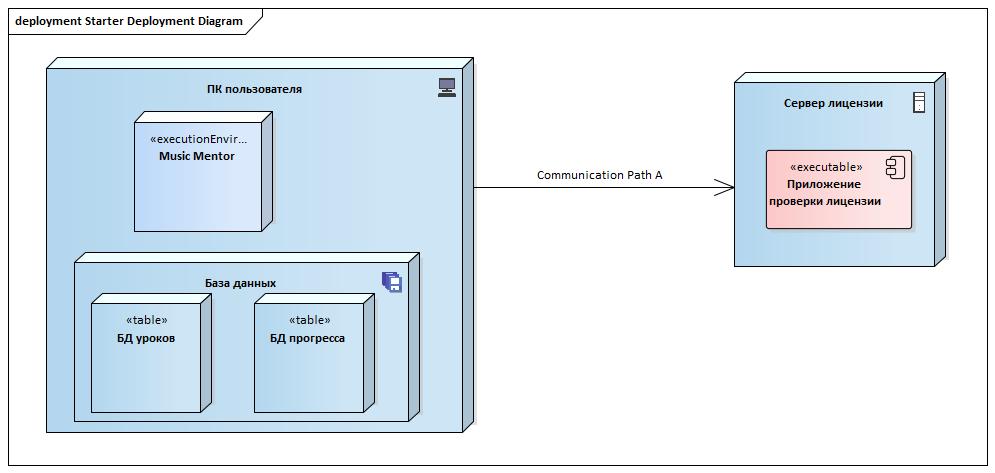 deployment Starter Deployment Diagram
ПК пользователя
«executionEnvir...
Music Mentor
База данных
«table»
БД уроков
«table»
БД прогресса
Communication Path A
Сервер лицензии
«executable»
Приложение
проверки лицензии